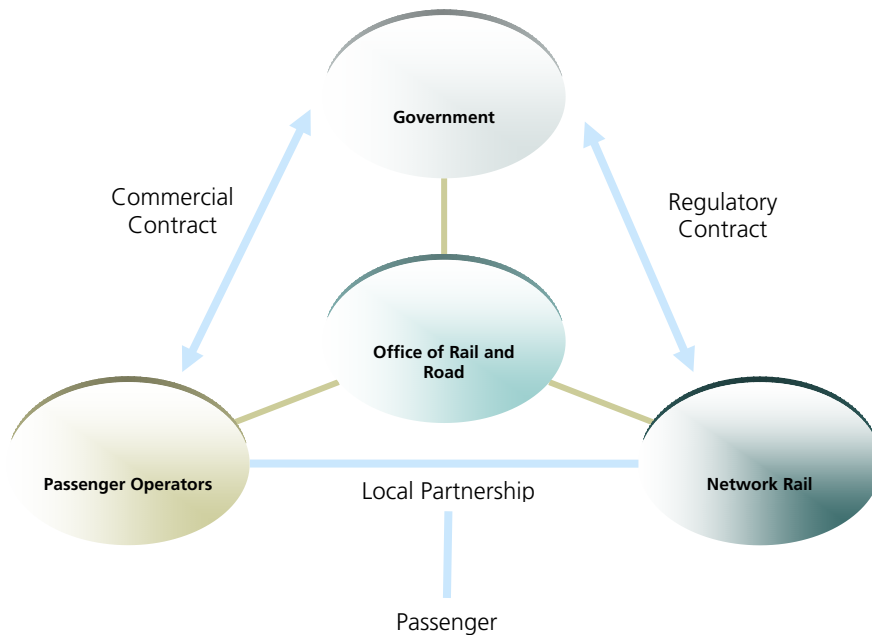 Government
Commercial
Contract
Regulatory
Contract
Office of Rail and
Road
Passenger Operators
Network Rail
Local Partnership
Passenger